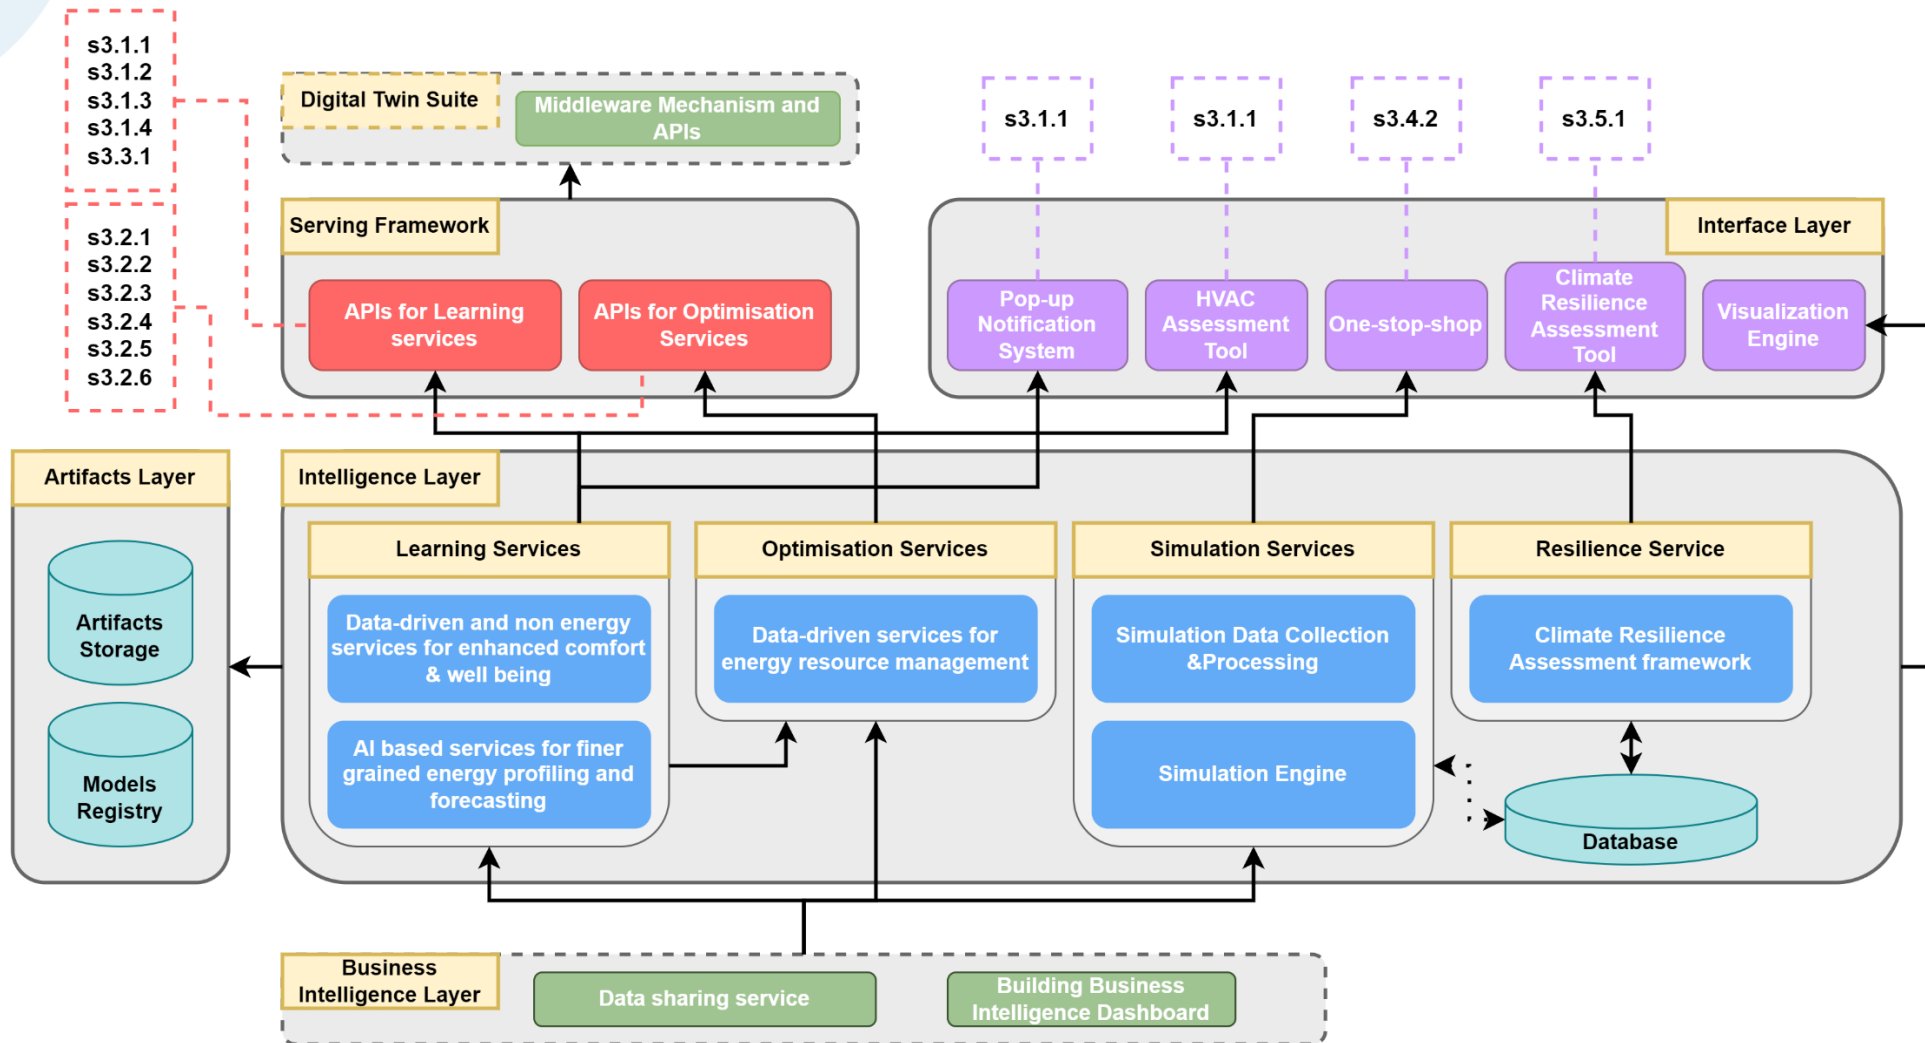 s3.1.1
s3.1.2
s3.1.3
s3.1.4
s3.3.1
s3.2.1
s3.2.2
s3.2.3
s3.2.4
s3.2.5
s3.2.6
Digital Twin Suite
Middleware Mechanism and
APIs
s3.1.1
s3.1.1
s3.4.2
s3.5.1
Serving Framework
APIs for Learning
services
APIs for Optimisation
Services
Interface Layer
Pop-up
Notification
System
HVAC
Assessment
Tool
One-stop-shop
Climate
Resilience
Assessment
Tool
Visualization
Engine
Artifacts Layer
Artifacts
Storage
Models
Registry
Intelligence Layer
Learning Services
Data-driven and non energy
services for enhanced comfort
& well being
AI based services for finer
grained energy profiling and
forecasting
Optimisation Services
Data-driven services for
energy resource management
Simulation Services
Simulation Data Collection
&Processing
Simulation Engine
Resilience Service
Climate Resilience
Assessment framework
Database
Business
Intelligence Layer
Data sharing service
Building Business
Intelligence Dashboard